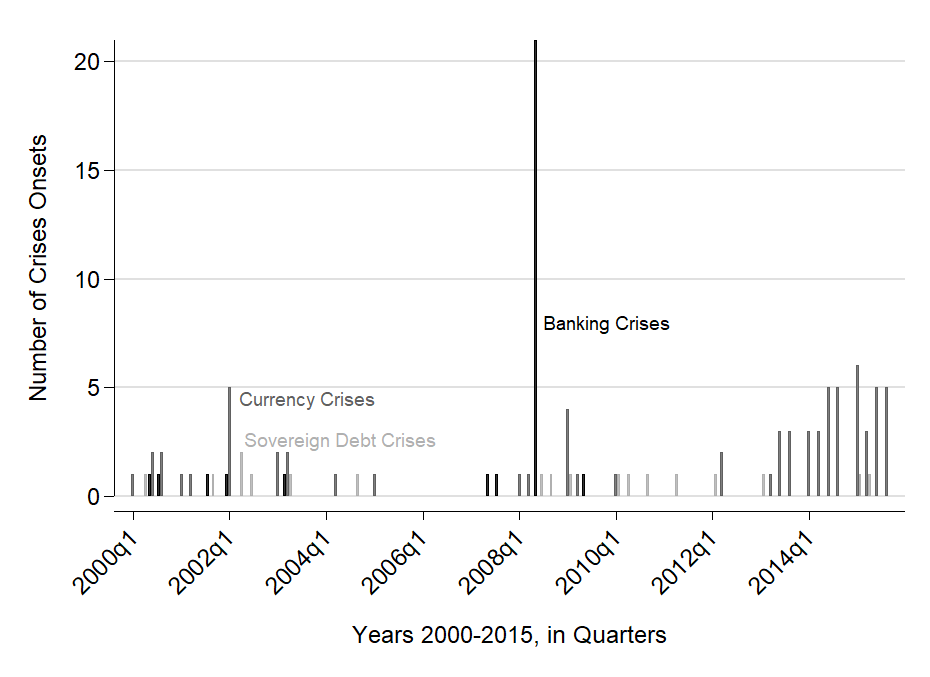 Number of Crises Onsets
20
15
10
5
0
Banking Crises
Currency Crises
Sovereign Debt Crises
2000q1
2002q1
2004q1
2006q1
2008q1
2010q1
2012q1
2014q1
Years 2000-2015, in Quarters